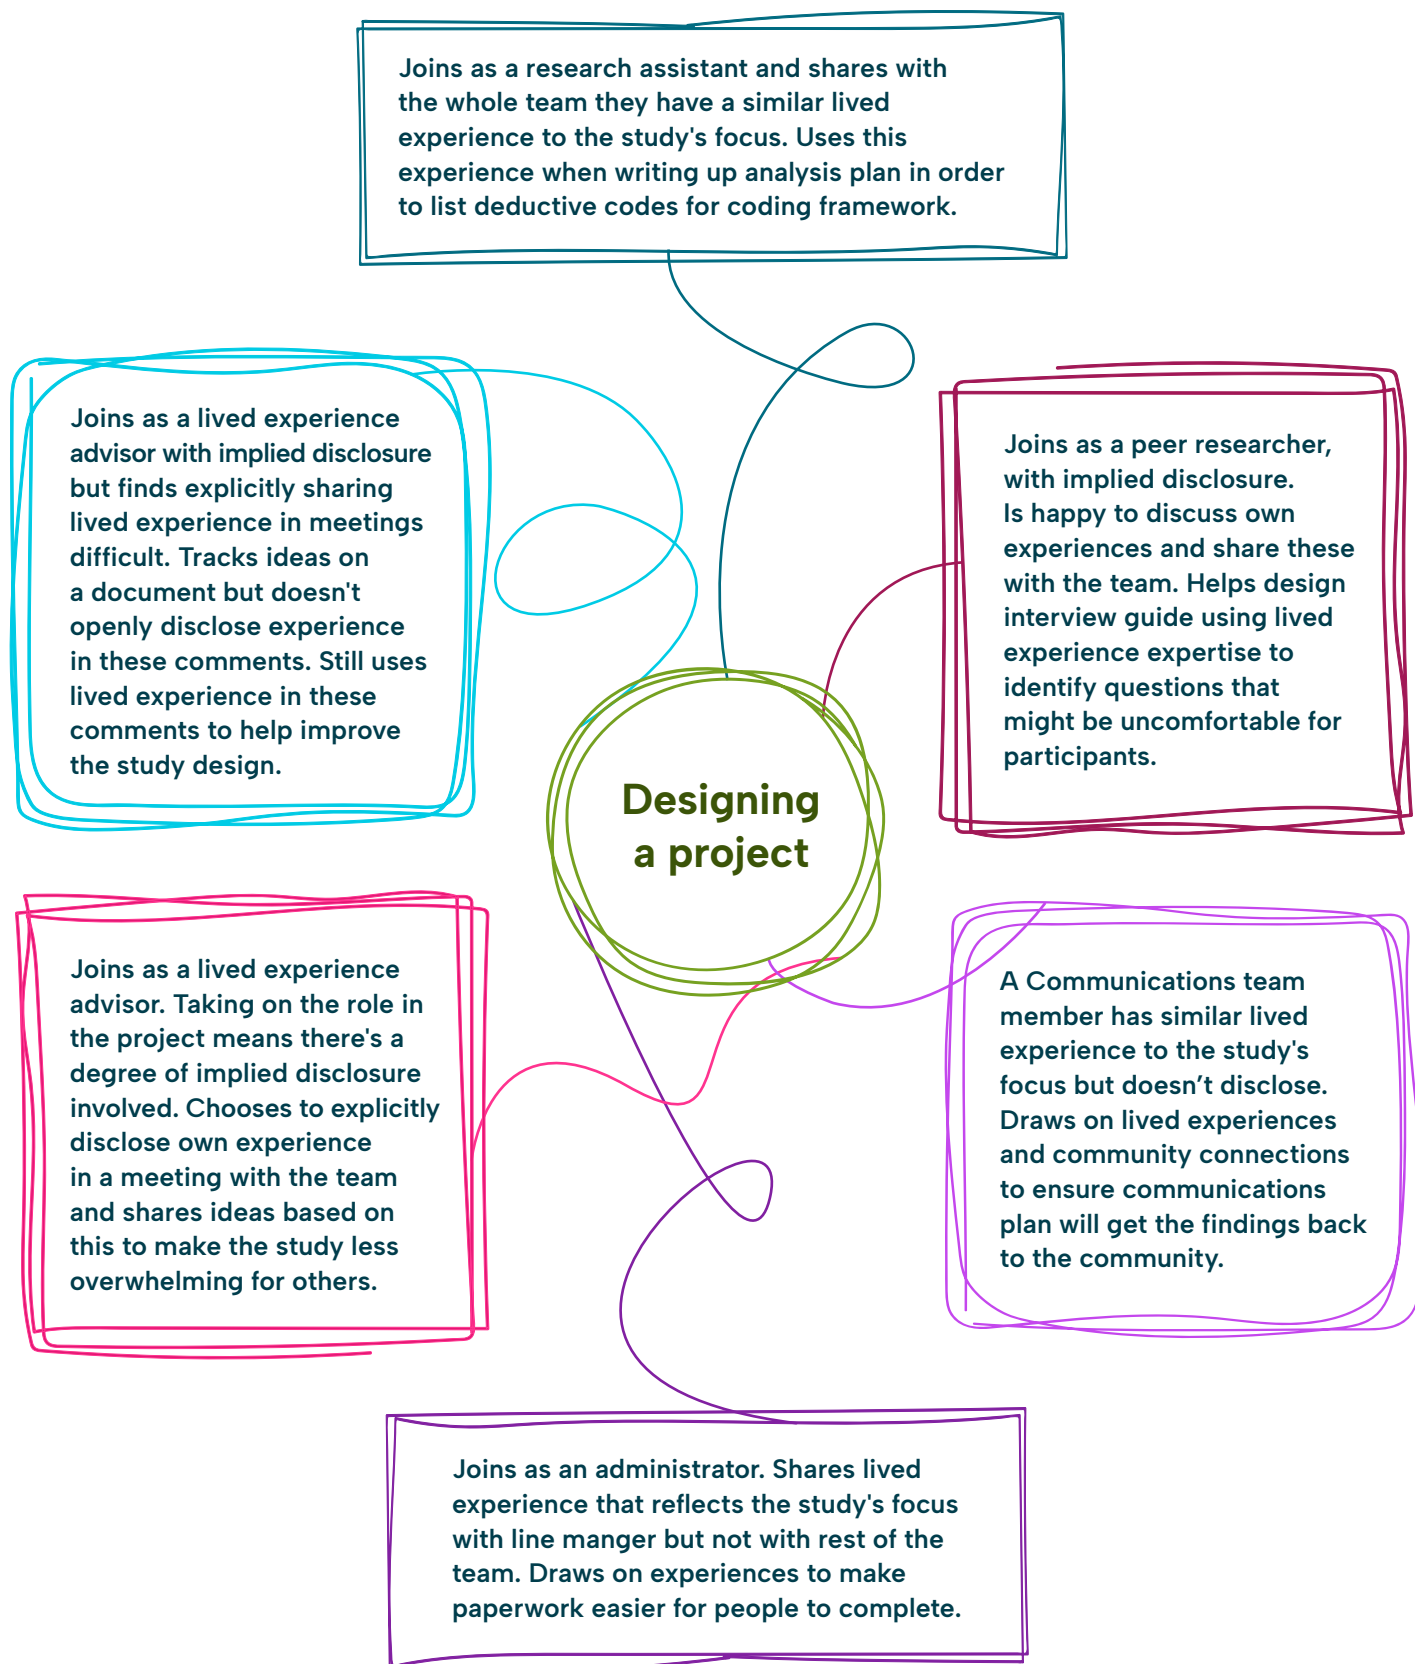 Joins as a research assistant and shares with
the whole team they have a similar lived
experience to the study's focus. Uses this
experience when writing up analysis plan in order
to list deductive codes for coding framework.
Joins as a lived experience
advisor with implied disclosure
but finds explicitly sharing
lived experience in meetings
difficult. Tracks ideas on
a document but doesn't
openly disclose experience
in these comments. Still uses
lived experience in these
comments to help improve
the study design.
Joins as a peer researcher,
with implied disclosure.
Is happy to discuss own
experiences and share these
with the team. Helps design
interview guide using lived
experience expertise to
identify questions that
might be uncomfortable for
participants.
Designing
a project
Joins as a lived experience
advisor. Taking on the role in
the project means there's a
degree of implied disclosure
involved. Chooses to explicitly
disclose own experience
in a meeting with the team
and shares ideas based on
this to make the study less
overwhelming for others.
A Communications team
member has similar lived
experience to the study's
focus but doesn’t disclose.
Draws on lived experiences
and community connections
to ensure communications
plan will get the findings back
to the community.
Joins as an administrator. Shares lived
experience that reflects the study's focus
with line manger but not with rest of the
team. Draws on experiences to make
paperwork easier for people to complete.